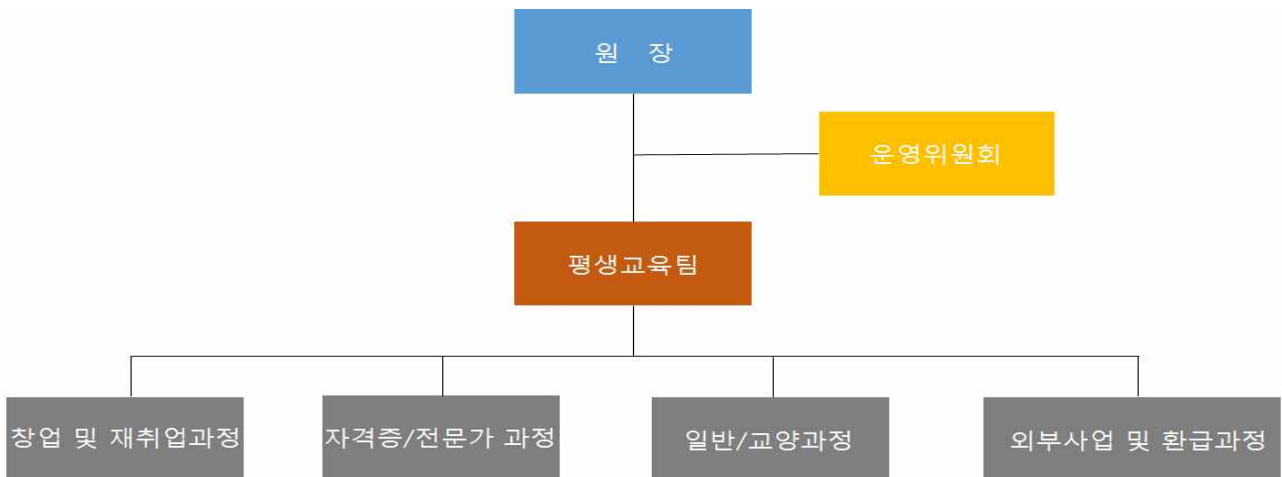 원 장
운영위원회
평생교육팀
창업 및 재취업과정
자격증/전문가 과정
일반/교양과정
외부사업 및 환급과정